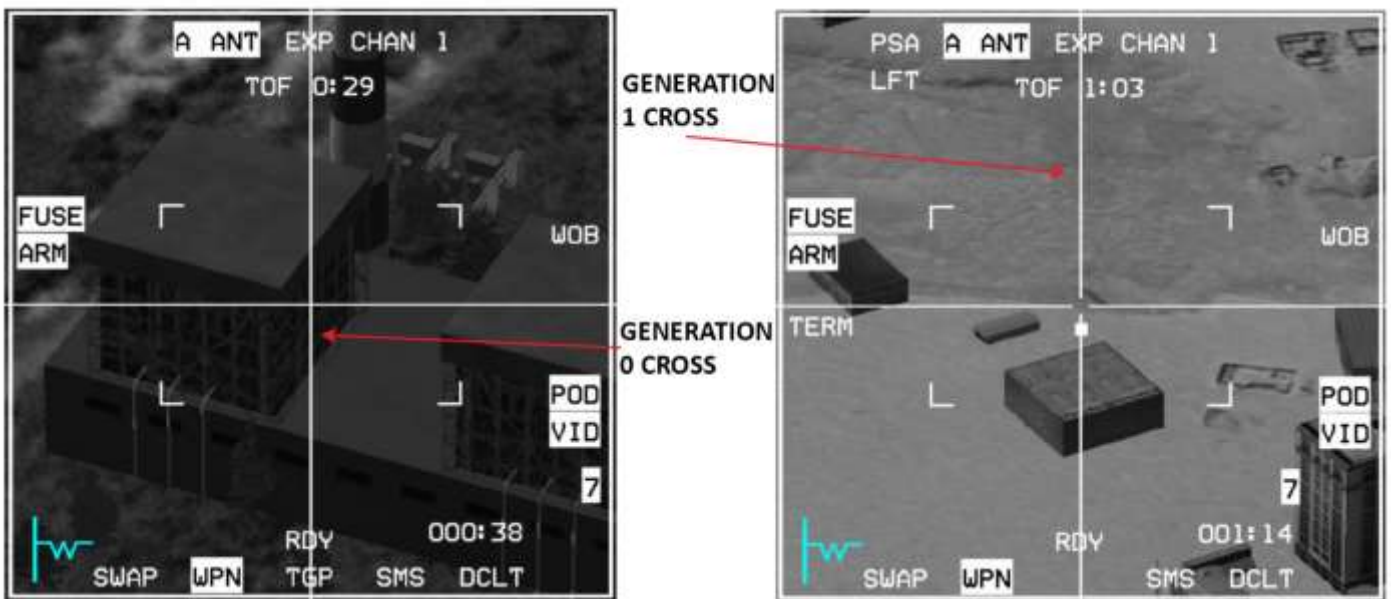 A ANT EXP CHAN 1
TOF 0:29
FUSE
ARM
WOB
POD
VID
7
000:38
RDY
SWAP WPN TGP SMS DCLT
GENERATION
1 CROSS
GENERATION
0 CROSS
PSA A ANT EXP CHAN 1
LFT TOF 1:03
FUSE
ARM
WOB
TERM
POD
VID
7
001:14
RDY
SWAP WPN SMS DCLT